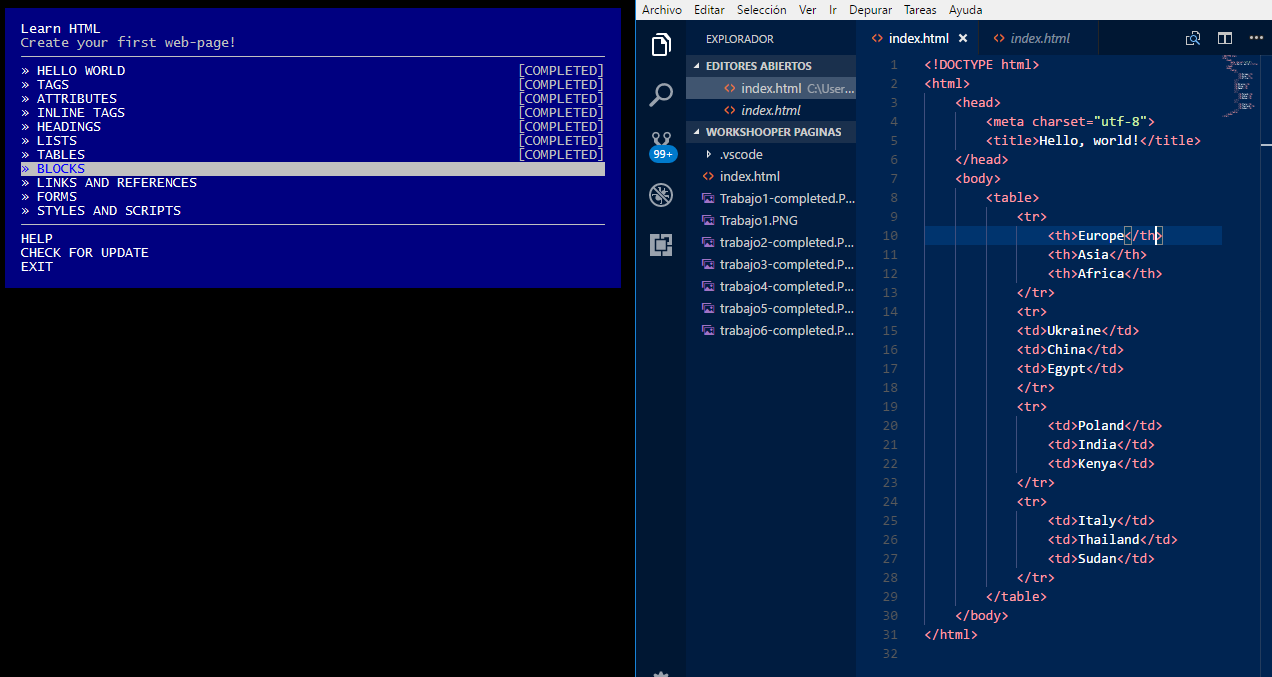 Learn HTML
Create your first web-page!
» HELLO WORLD [COMPLETED]
» TAGS [COMPLETED]
» ATTRIBUTES [COMPLETED]
» INLINE TAGS [COMPLETED]
» HEADINGS [COMPLETED]
» LISTS [COMPLETED]
» TABLES [COMPLETED]
» BLOCKS
» LINKS AND REFERENCES
» FORMS
» STYLES AND SCRIPTS
HELP
CHECK FOR UPDATE
EXIT
Archivo Editar Selección Ver Ir Depurar Tareas Ayuda
99+
EXPLORADOR
EDITORES ABIERTOS
<> index.html C:\User...
<> index.html
WORKSHOOPER PAGINAS
.vscode
<> index.html
Trabajo1-completed.P...
Trabajo1.PNG
trabajo2-completed.P...
trabajo3-completed.P...
trabajo4-completed.P...
trabajo5-completed.P...
trabajo6-completed.P...
<> index.html × <> index.html ...
1 <!DOCTYPE html>
2 <html>
3 <head>
4 <meta charset="utf-8">
5 <title>Hello, world!</title>
6 </head>
7 <body>
8 <table>
9 <tr>
10 <th>Europe</th>
11 <th>Asia</th>
12 <th>Africa</th>
13 </tr>
14 <tr>
15 <td>Ukraine</td>
16 <td>China</td>
17 <td>Egypt</td>
18 </tr>
19 <tr>
20 <td>Poland</td>
21 <td>India</td>
22 <td>Kenya</td>
23 </tr>
24 <tr>
25 <td>Italy</td>
26 <td>Thailand</td>
27 <td>Sudan</td>
28 </tr>
29 </table>
30 </body>
31 </html>
32